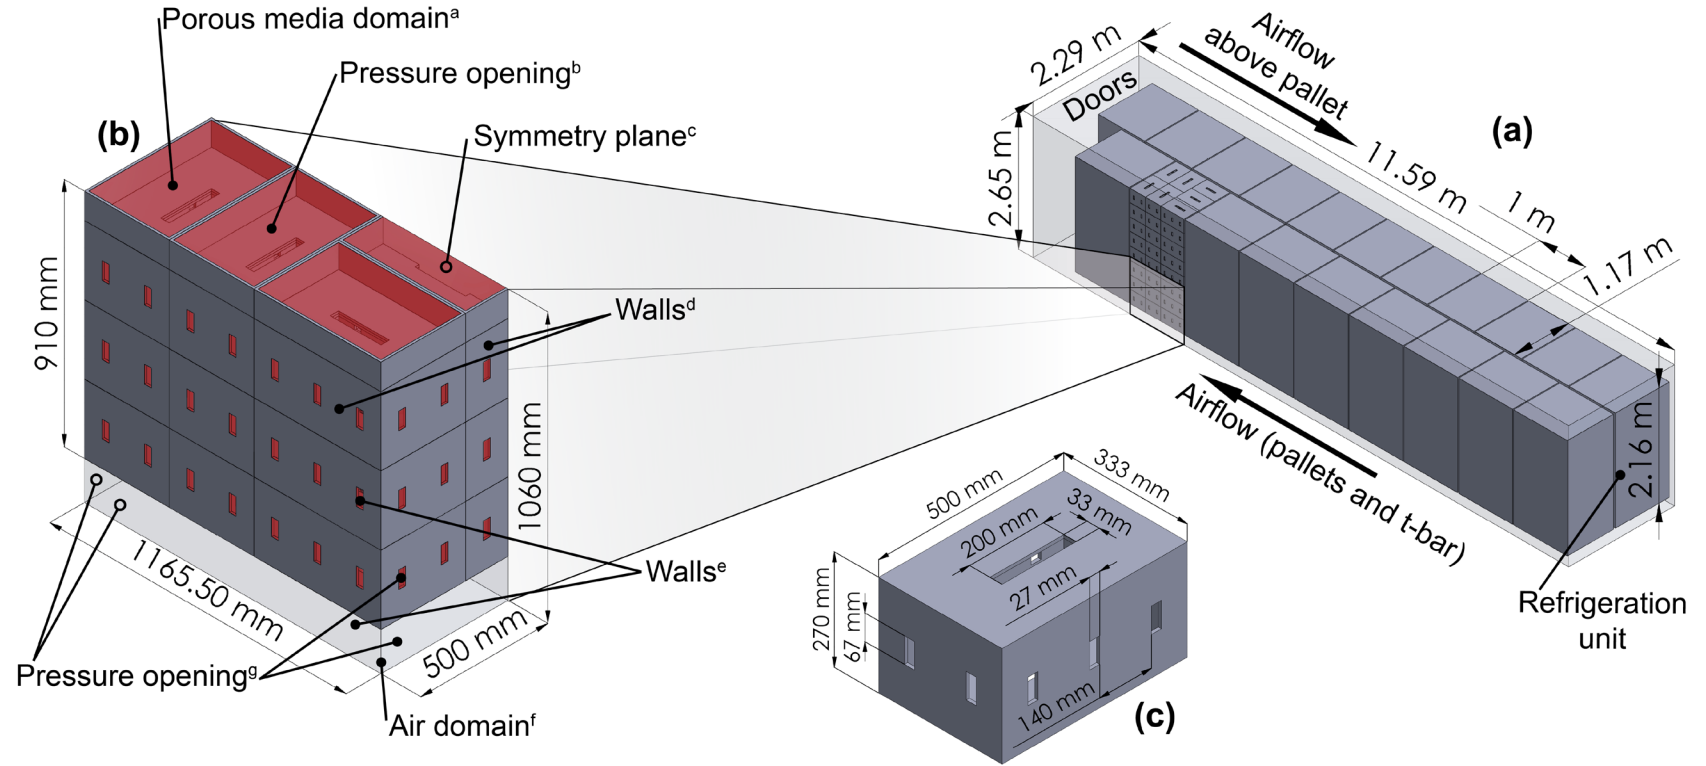 Porous media domainᵃ
Pressure openingᵇ
Symmetry planeᶜ
(b)
910 mm
Wallsᵈ
1060 mm
Wallsᵉ
1165.50 mm
500 mm
Pressure openingᵍ
Air domainᶠ
Airflow
above pallet
2.29 m
Doors
(a)
2.65 m
11.59 m
1 m
1.17 m
Airflow (pallets and t-bar)
2.16 m
Refrigeration
unit
500 mm
333 mm
200 mm
33 mm
27 mm
270 mm
67 mm
140 mm
(c)